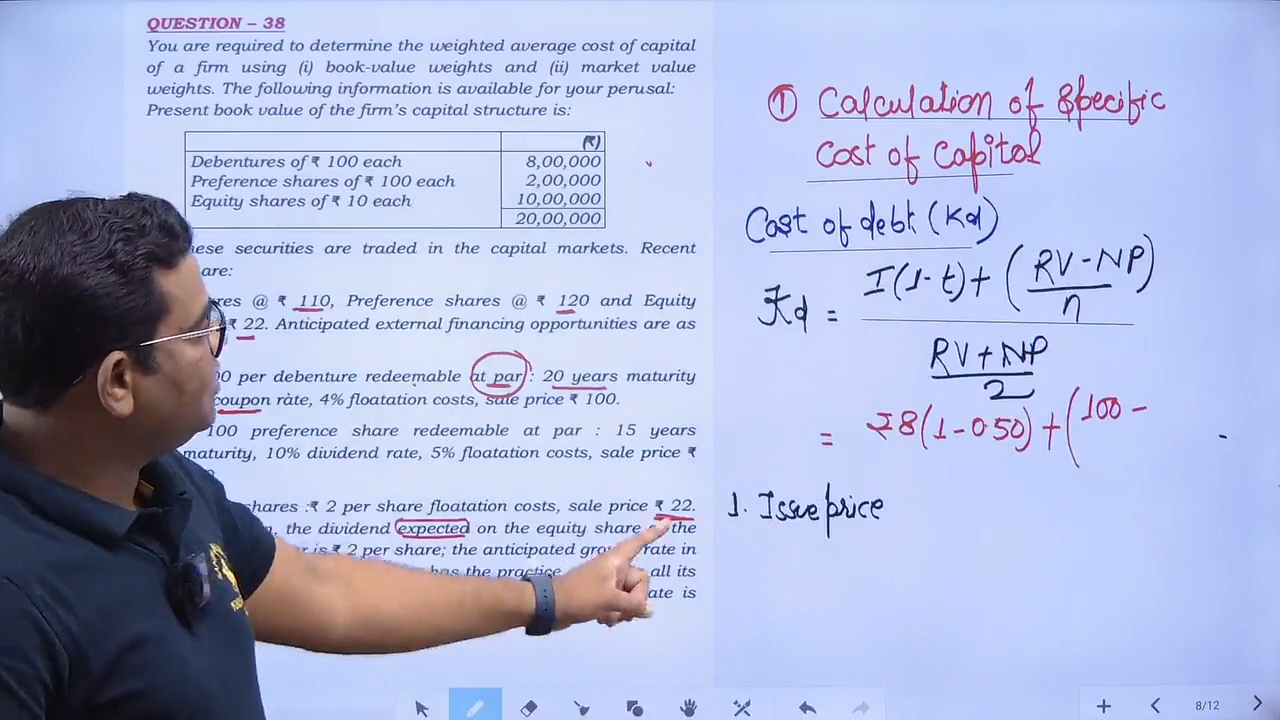 QUESTION – 38
You are required to determine the weighted average cost of capital
of a firm using (i) book-value weights and (ii) market value
weights. The following information is available for your perusal:
Present book value of the firm's capital structure is:
(₹)
Debentures of ₹ 100 each 8,00,000
Preference shares of ₹ 100 each 2,00,000
Equity shares of ₹ 10 each 10,00,000
20,00,000
securities are traded in the capital markets. Recent
are:
@ ₹ 110, Preference shares @ ₹ 120 and Equity
₹ 22. Anticipated external financing opportunities are as
per debenture redeemable at par : 20 years maturity
coupon rate, 4% floatation costs, sale price ₹ 100.
100 preference share redeemable at par : 15 years
maturity, 10% dividend rate, 5% floatation costs, sale price ₹
shares :₹ 2 per share floatation costs, sale price ₹ 22.
the dividend expected on the equity share the
is ₹ 2 per share; the anticipated rate in
has the practice all its
is
① Calculation of Specific
Cost of Capital
Cost of debt (Kd)
Kd = I(1-t) + (RV-NP / n)
RV+NP / 2
= ₹8(1-0.50) + (100 -
1. Issue price
8/12